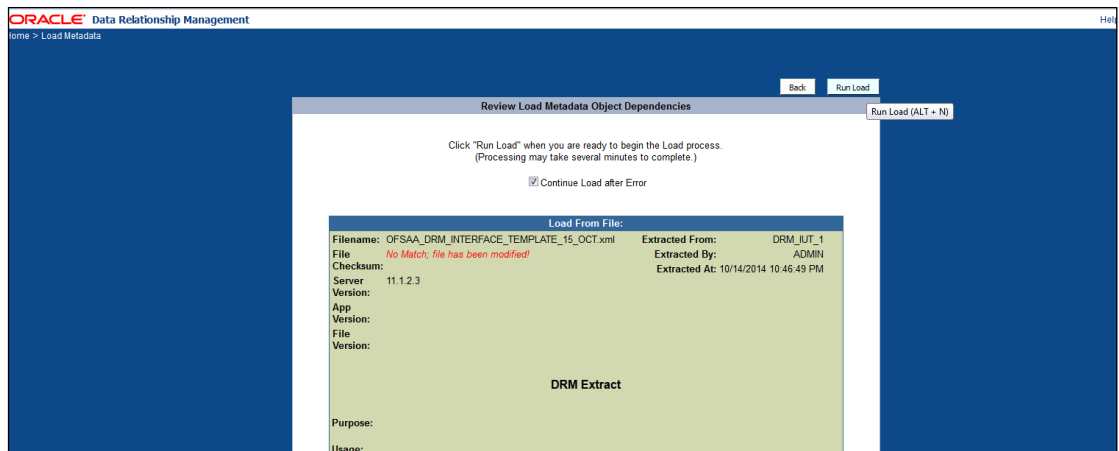 ORACLE Data Relationship Management
Help
Home > Load Metadata
Back Run Load
Review Load Metadata Object Dependencies
Run Load (ALT + N)
Click "Run Load" when you are ready to begin the Load process.
(Processing may take several minutes to complete.)
Continue Load after Error
Load From File:
Filename: OFSAA_DRM_INTERFACE_TEMPLATE_15_OCT.xml Extracted From: DRM_IUT_1
File Checksum: No Match; file has been modified! Extracted By: ADMIN
Extracted At: 10/14/2014 10:46:49 PM
Server Version: 11.1.2.3
App
Version:
File
Version:
DRM Extract
Purpose:
Usage: